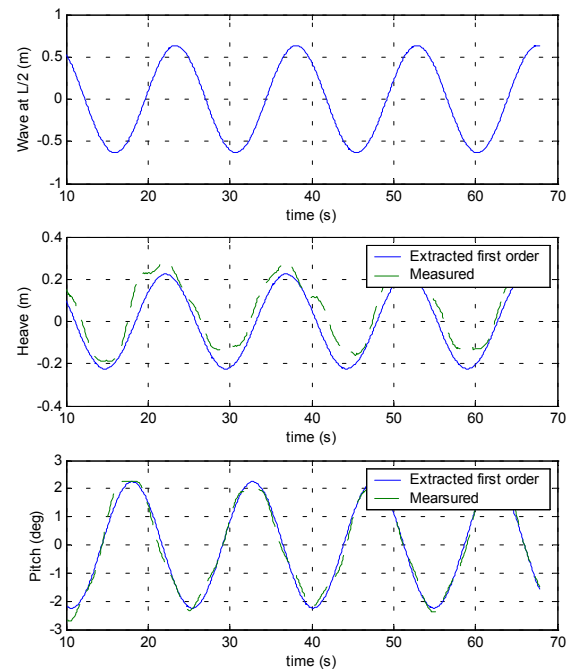 1
0.5
0
-0.5
-1
Wave at L/2 (m)
10 20 30 40 50 60 70
time (s)
0.4
0.2
0
-0.2
-0.4
Heave (m)
Extracted first order
Measured
10 20 30 40 50 60 70
time (s)
3
2
1
0
-1
-2
-3
Pitch (deg)
Extracted first order
Mearsured
10 20 30 40 50 60 70
time (s)